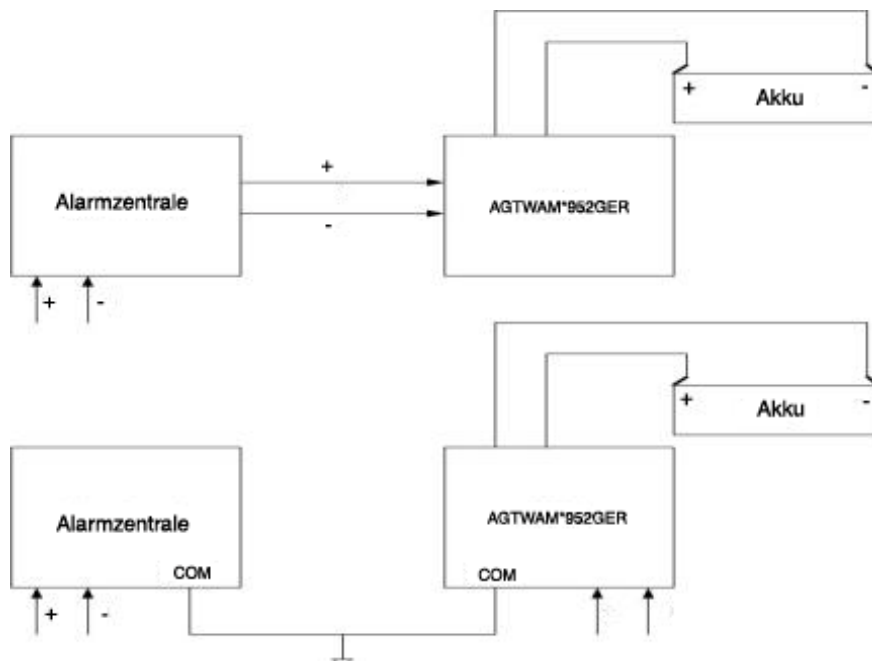 + Akku -
+
Alarmzentrale
AGTWAM*952GER
-
+ -
+ Akku -
Alarmzentrale
AGTWAM*952GER
COM
COM
+ -